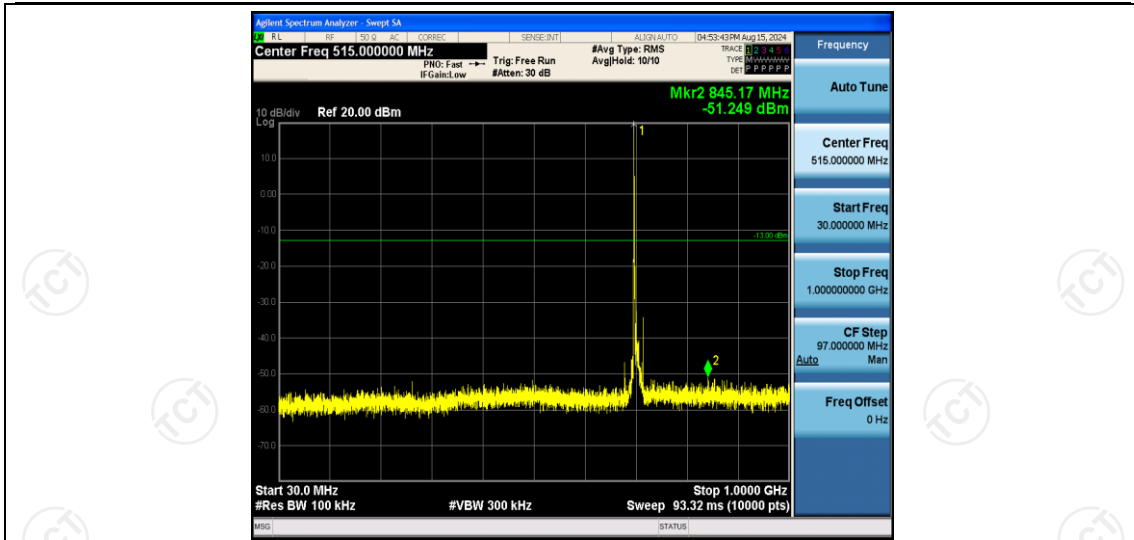 Agilent Spectrum Analyzer - Swept SA
RL RF 50 Ω AC CORREC SENSE:INT ALIGN AUTO 04:53:43 PM Aug 15, 2024
Center Freq 515.000000 MHz
PNO: Fast
IFGain:Low
Trig: Free Run
#Atten: 30 dB
#Avg Type: RMS
Avg|Hold: 10/10
TRACE 1 2 3 4 5 6
TYPE M
DET P P P P P P
Mkr2 845.17 MHz
-51.249 dBm
10 dB/div Ref 20.00 dBm
Log
1
10.0
0.00
-10.0
-13.00 dBm
-20.0
-30.0
-40.0
2
-50.0
-60.0
-70.0
Start 30.0 MHz
Stop 1.0000 GHz
#Res BW 100 kHz
#VBW 300 kHz
Sweep 93.32 ms (10000 pts)
MSG
STATUS
Frequency
Auto Tune
Center Freq
515.000000 MHz
Start Freq
30.000000 MHz
Stop Freq
1.000000000 GHz
CF Step
97.000000 MHz
Auto Man
Freq Offset
0 Hz
TCT
TCT
TCT
TCT